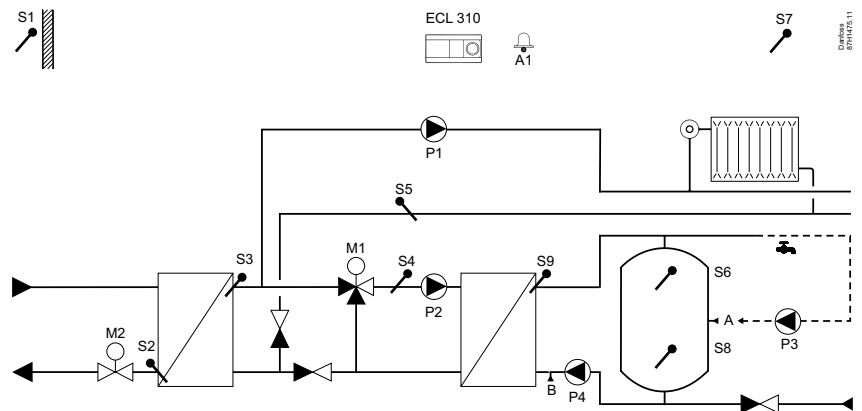 S1
ECL 310
S7
Danfoss
87H1475.11
A1
P1
S5
M1
S3
S4
S9
S6
P2
A
M2
S2
P3
S8
B
P4